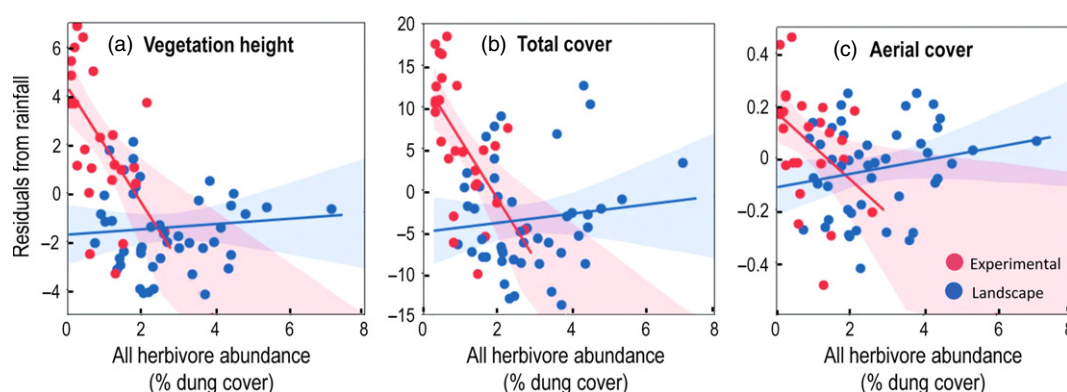 Residuals from rainfall
(a) Vegetation height
6
4
2
0
−2
−4
0 2 4 6 8
All herbivore abundance
(% dung cover)
(b) Total cover
20
15
10
5
0
−5
−10
−15
0 2 4 6 8
All herbivore abundance
(% dung cover)
(c) Aerial cover
0.4
0.2
0
−0.2
−0.4
Experimental
Landscape
0 2 4 6 8
All herbivore abundance
(% dung cover)